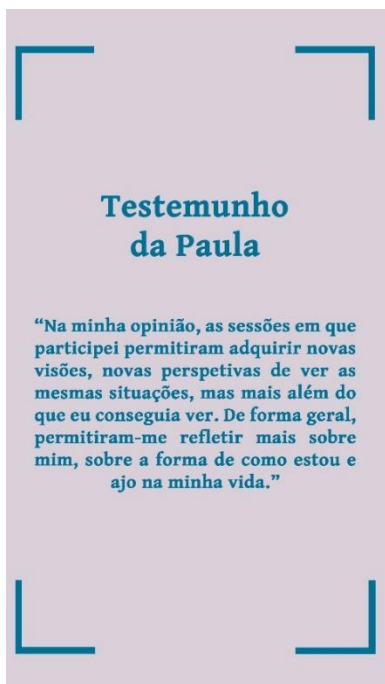 Testemunho
da Paula
“Na minha opinião, as sessões em que
participei permitiram adquirir novas
visões, novas perspetivas de ver as
mesmas situações, mas mais além do
que eu conseguia ver. De forma geral,
permitiram-me refletir mais sobre
mim, sobre a forma de como estou e
ajo na minha vida.”